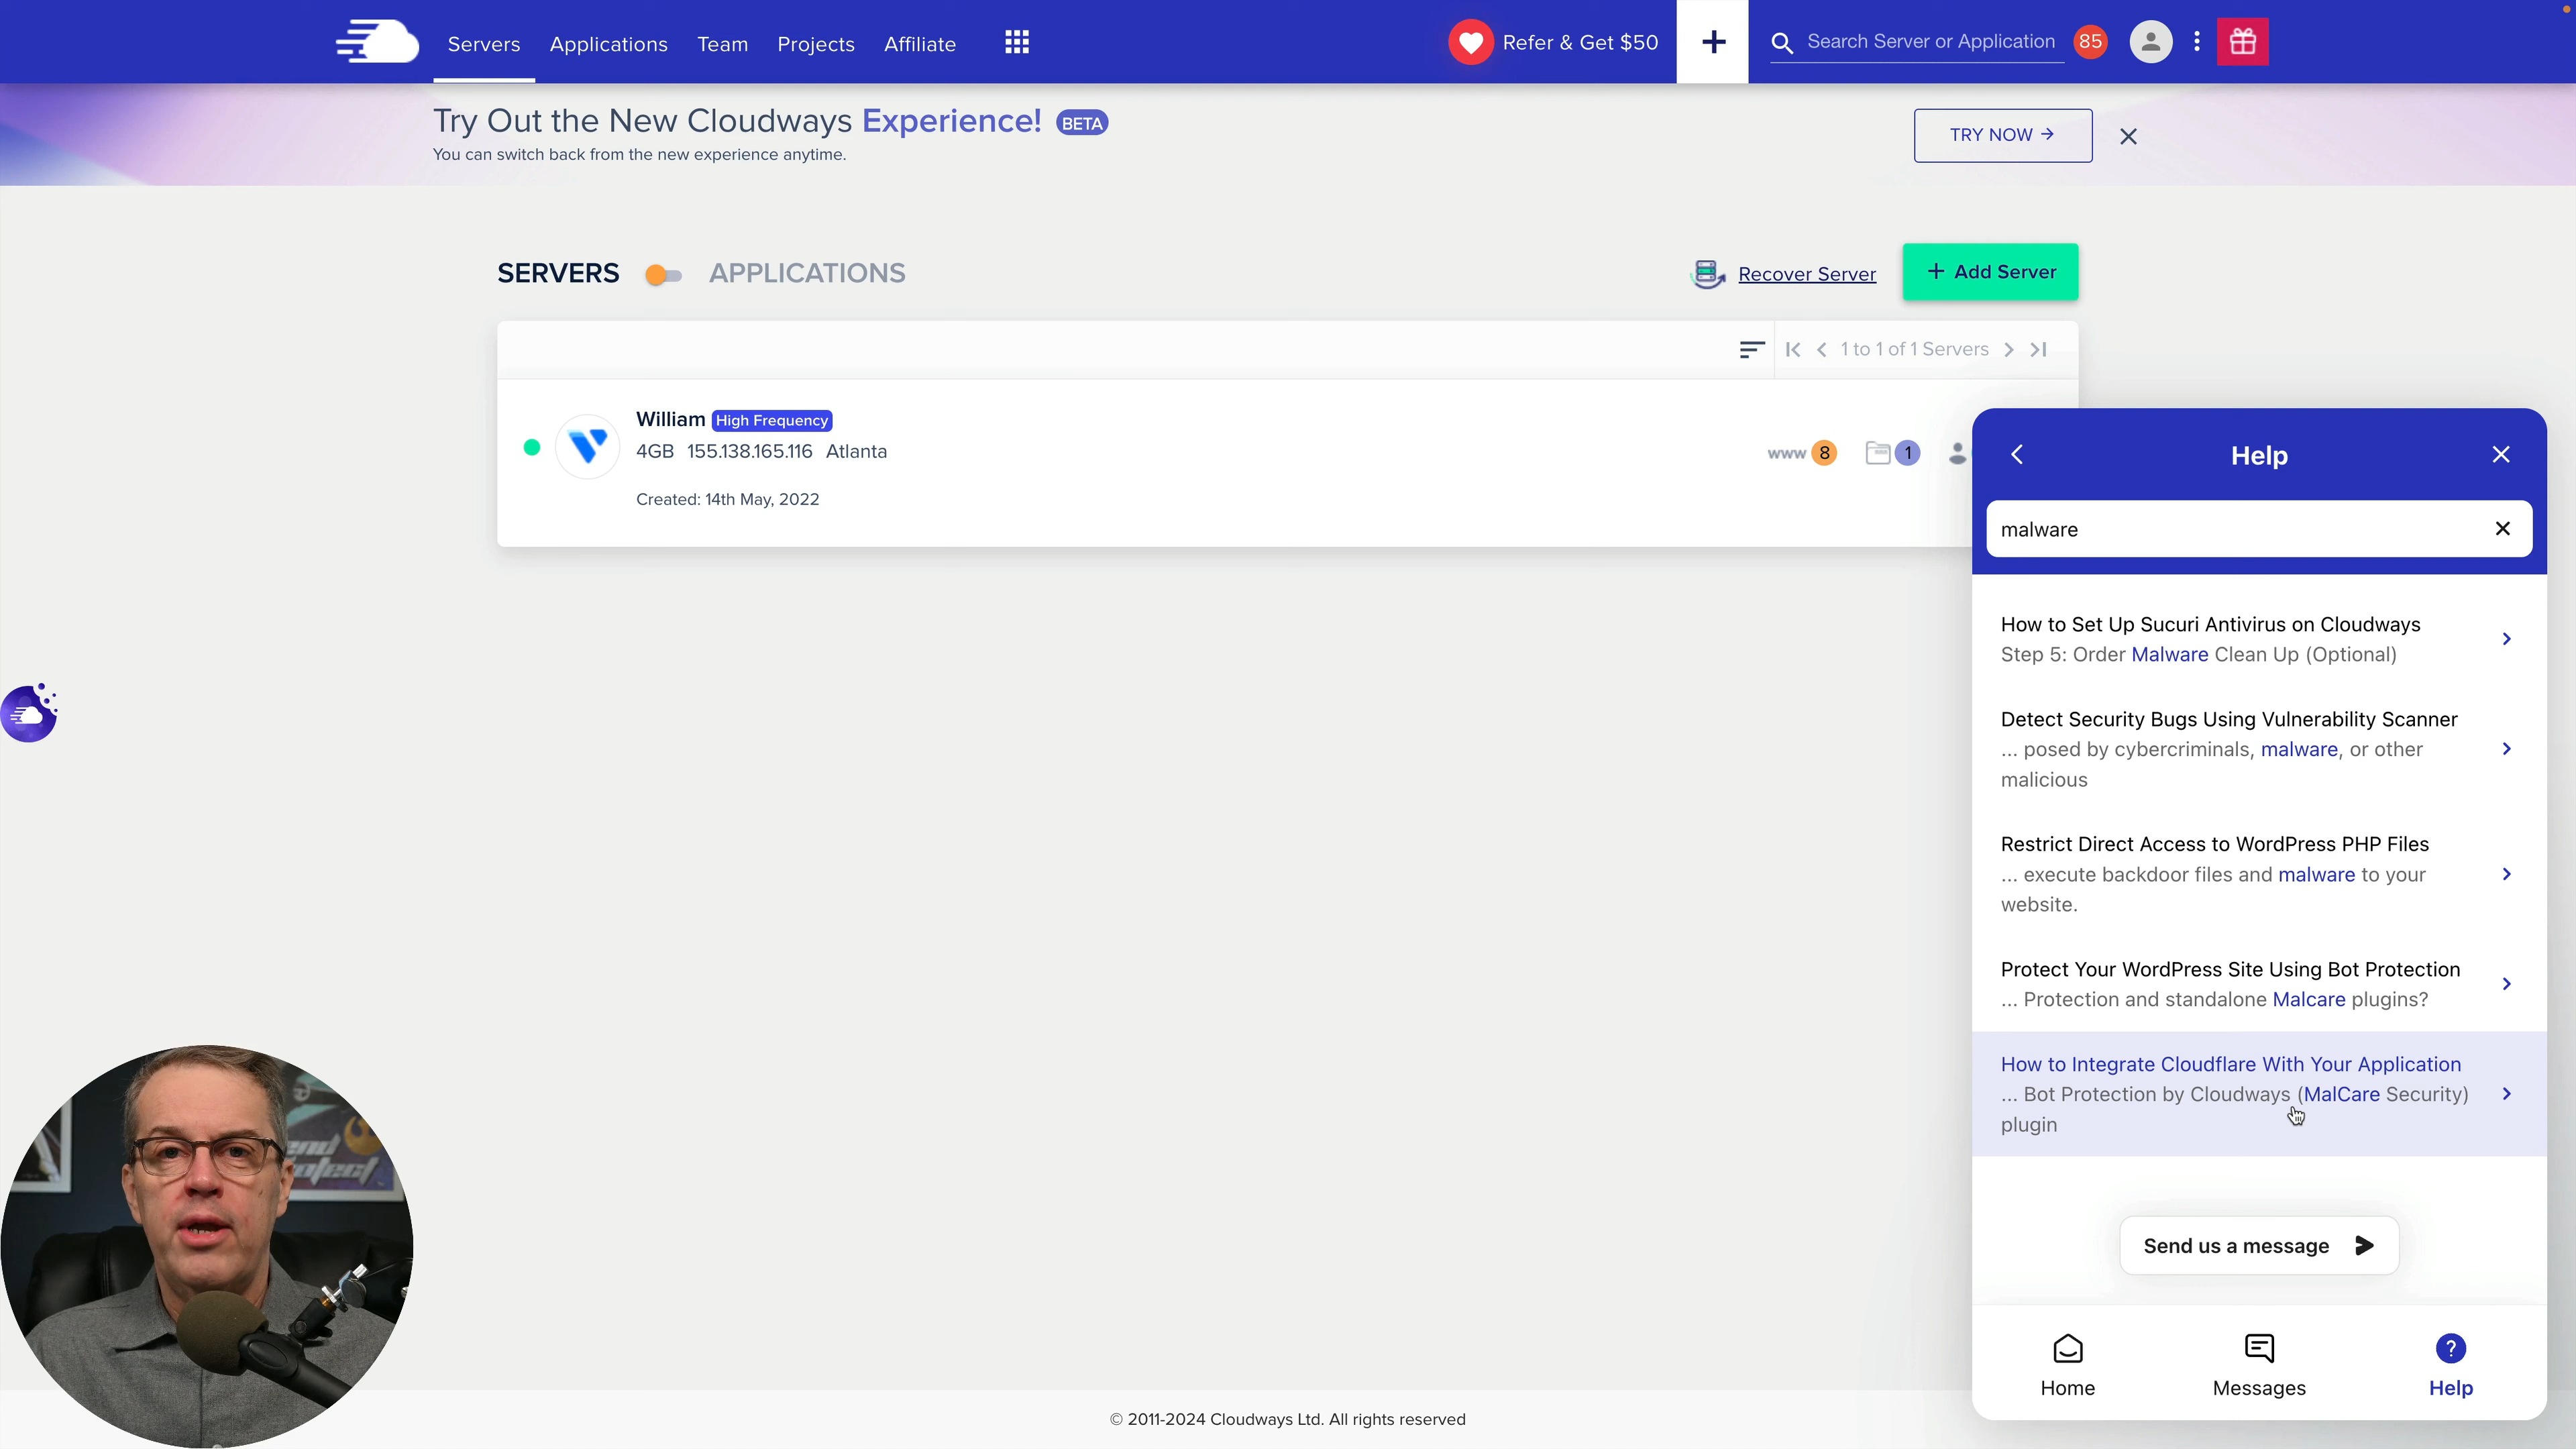 Servers Applications Team Projects Affiliate Refer & Get $50 + Search Server or Application 85
Try Out the New Cloudways Experience! BETA
You can switch back from the new experience anytime.
TRY NOW →
SERVERS APPLICATIONS Recover Server + Add Server
1 to 1 of 1 Servers
William High Frequency
4GB 155.138.165.116 Atlanta
www 8 1
Created: 14th May, 2022
Help
malware
How to Set Up Sucuri Antivirus on Cloudways
Step 5: Order Malware Clean Up (Optional)
Detect Security Bugs Using Vulnerability Scanner
... posed by cybercriminals, malware, or other
malicious
Restrict Direct Access to WordPress PHP Files
... execute backdoor files and malware to your
website.
Protect Your WordPress Site Using Bot Protection
... Protection and standalone Malcare plugins?
How to Integrate Cloudflare With Your Application
... Bot Protection by Cloudways (MalCare Security)
plugin
Send us a message
Home Messages Help
© 2011-2024 Cloudways Ltd. All rights reserved